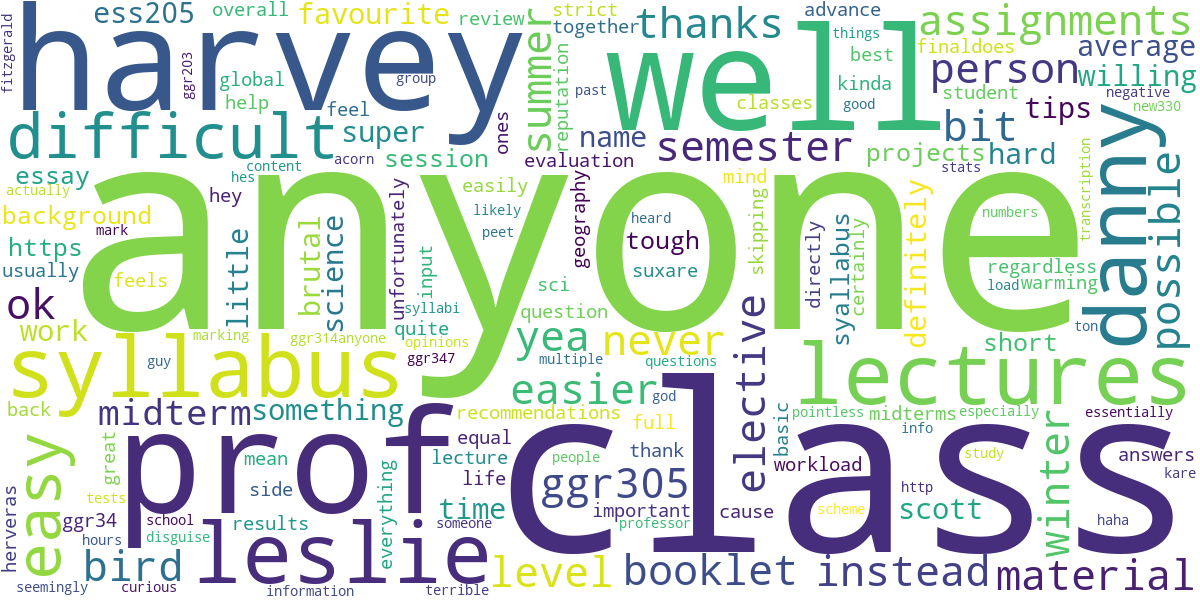 fitzgerald
harvey
ess205
overall
favourite
review
strict
together
thanks
advance
things
assignments
ggr203
global
help
group
feel
summer
reputation
past
well
classes
best
kinda
good
finaldoes
person
student
average
willing
negative
new330
tips
difficult
super
ones
name
semester
bit
projects
hard
danny
essay
content
acorn
session
evaluation
mind
stats
transcription
possible
actually
hes
hey
easily
likely
peet
geography
heard
tough
suxare
skipping
anyone
numbers
background
mark
https
usually
feels
little
brutal
science
unfortunately
input
syllabi
sci
question
directly
syallabus
certainly
definitely
regardless
load
warming
ok
work
marking
ggr314anyone
opinions
quite
ggr347
yea
multiple
never
questions
elective
short
ton
syllabus
guy
easier
god
lectures
back
midterm
something
recommendations
full
basic
pointless
midterms
especially
info
essentially
easy
great
prof
mean
side
equal
lecture
life
people
thank
class
workload
study
winter
answers
kare
tests
ggr34
school
disguise
hours
results
everything
time
someone
ggr305
important
professor
cause
http
scheme
scott
haha
herveras
bird
leslie
level
booklet
instead
material
seemingly
curious
information
terrible